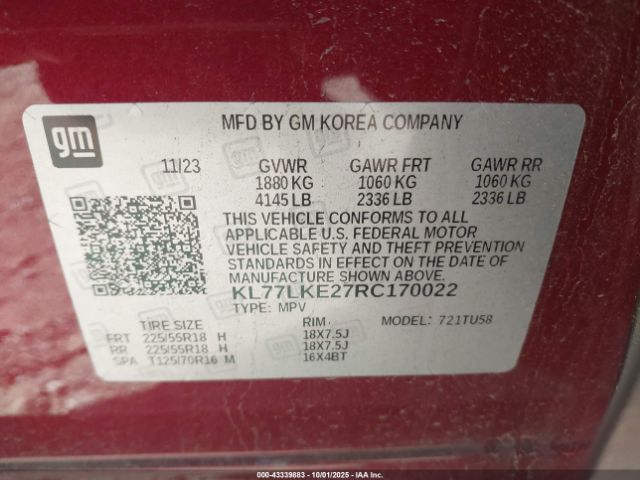 gm
MFD BY GM KOREA COMPANY
11/23 GVWR GAWR FRT GAWR RR
1880 KG 1060 KG 1060 KG
4145 LB 2336 LB 2336 LB
THIS VEHICLE CONFORMS TO ALL
APPLICABLE U.S. FEDERAL MOTOR
VEHICLE SAFETY AND THEFT PREVENTION
STANDARDS IN EFFECT ON THE DATE OF
MANUFACTURE SHOWN ABOVE.
KL77LKE27RC170022
TYPE: MPV MODEL: 721TU58
TIRE SIZE RIM
FRT 225/55R18 H 18X7.5J
RR 225/55R18 H 18X7.5J
SPA T125/70R16 M 16X4BT
000-43339883 - 10/01/2025 - IAA Inc.